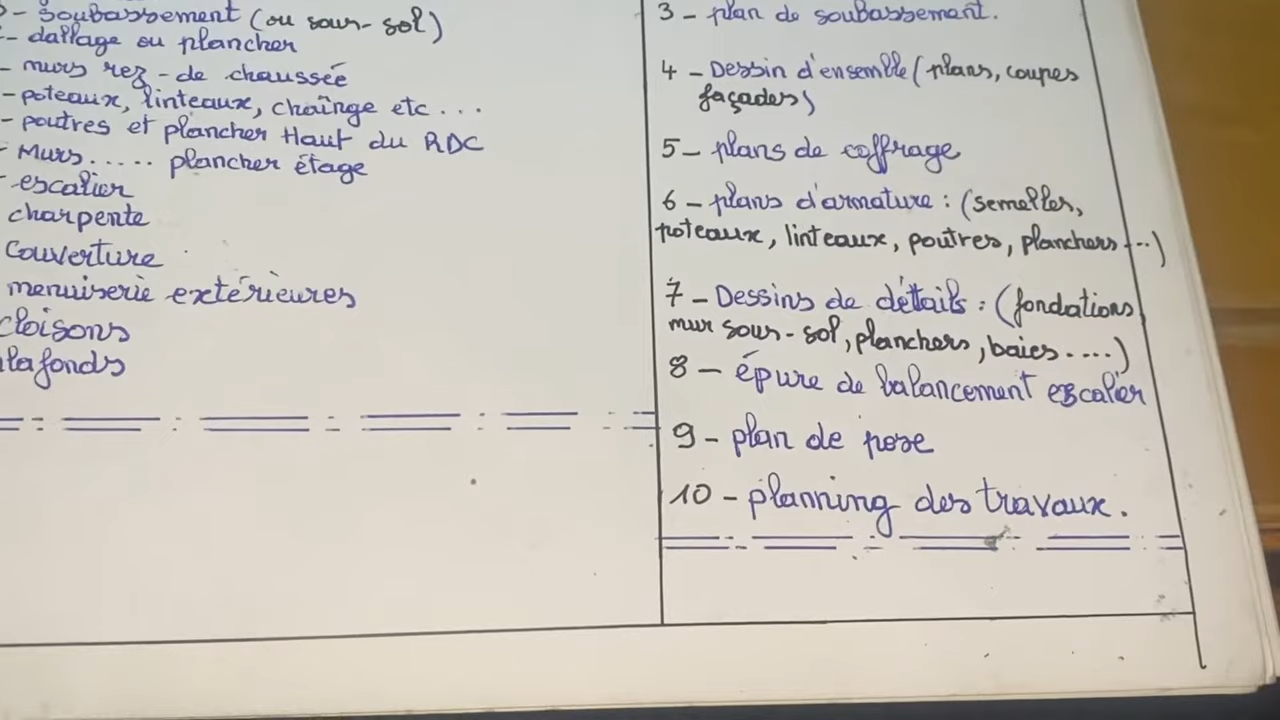 - soubassement (ou sous-sol)
- dallage ou plancher
- murs rez-de chaussée
- poteaux, linteaux, chaînge etc...
- poutres et plancher Haut du RDC
- Murs..... plancher étage
- escalier
charpente
couverture
menuiserie extérieures
cloisons
lafonds
3 - plan de soubassement.
4 - Dessin d'ensemble (plans, coupes
façades)
5 - plans de coffrage
6 - plans d'armature : (semelles,
poteaux, linteaux, poutres, planchers...)
7 - Dessins de détails : (fondations
mur sous-sol, planchers, baies....)
8 - épure de balancement escalier
9 - plan de pose
10 - planning des travaux.